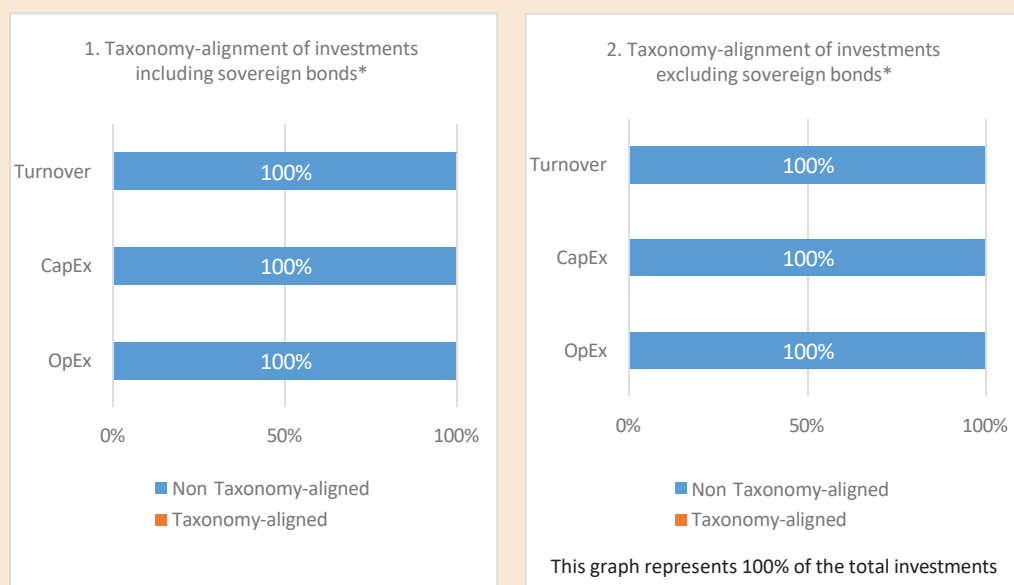 1. Taxonomy-alignment of investments
including sovereign bonds*
Turnover
100%
CapEx
100%
OpEx
100%
0%
50%
100%
Non Taxonomy-aligned
Taxonomy-aligned
2. Taxonomy-alignment of investments
excluding sovereign bonds*
Turnover
100%
CapEx
100%
OpEx
100%
0%
50%
100%
Non Taxonomy-aligned
Taxonomy-aligned
This graph represents 100% of the total investments